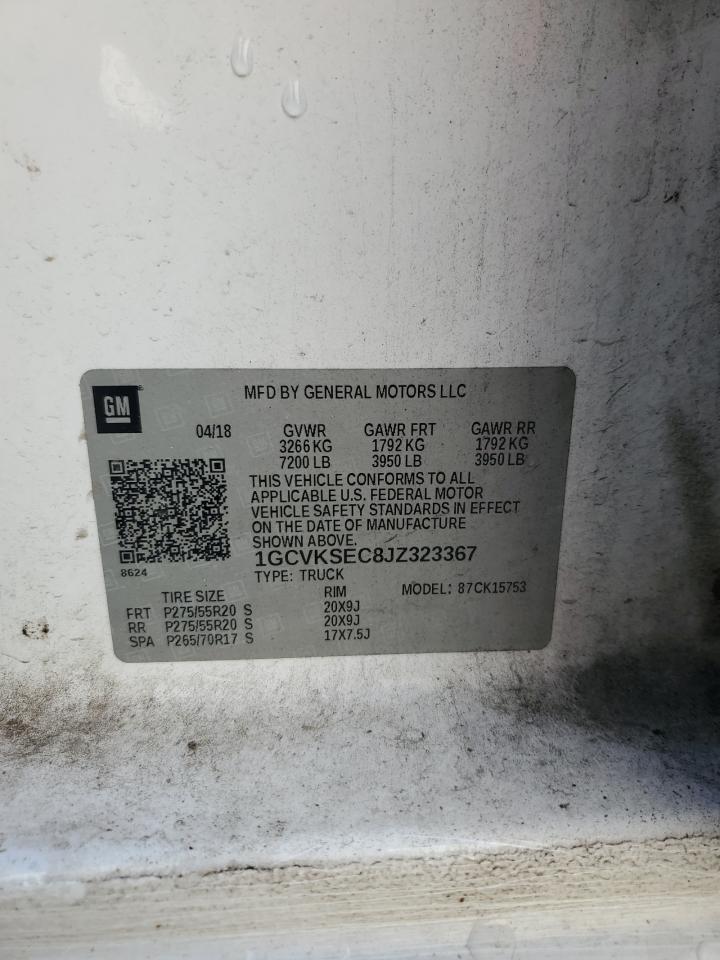 GM
MFD BY GENERAL MOTORS LLC
04/18 GVWR GAWR FRT GAWR RR
3266 KG 1792 KG 1792 KG
7200 LB 3950 LB 3950 LB
THIS VEHICLE CONFORMS TO ALL
APPLICABLE U.S. FEDERAL MOTOR
VEHICLE SAFETY STANDARDS IN EFFECT
ON THE DATE OF MANUFACTURE
SHOWN ABOVE.
1GCVKSEC8JZ323367
8624
TYPE: TRUCK MODEL: 87CK15753
TIRE SIZE RIM
FRT P275/55R20 S 20X9J
RR P275/55R20 S 20X9J
SPA P265/70R17 S 17X7.5J